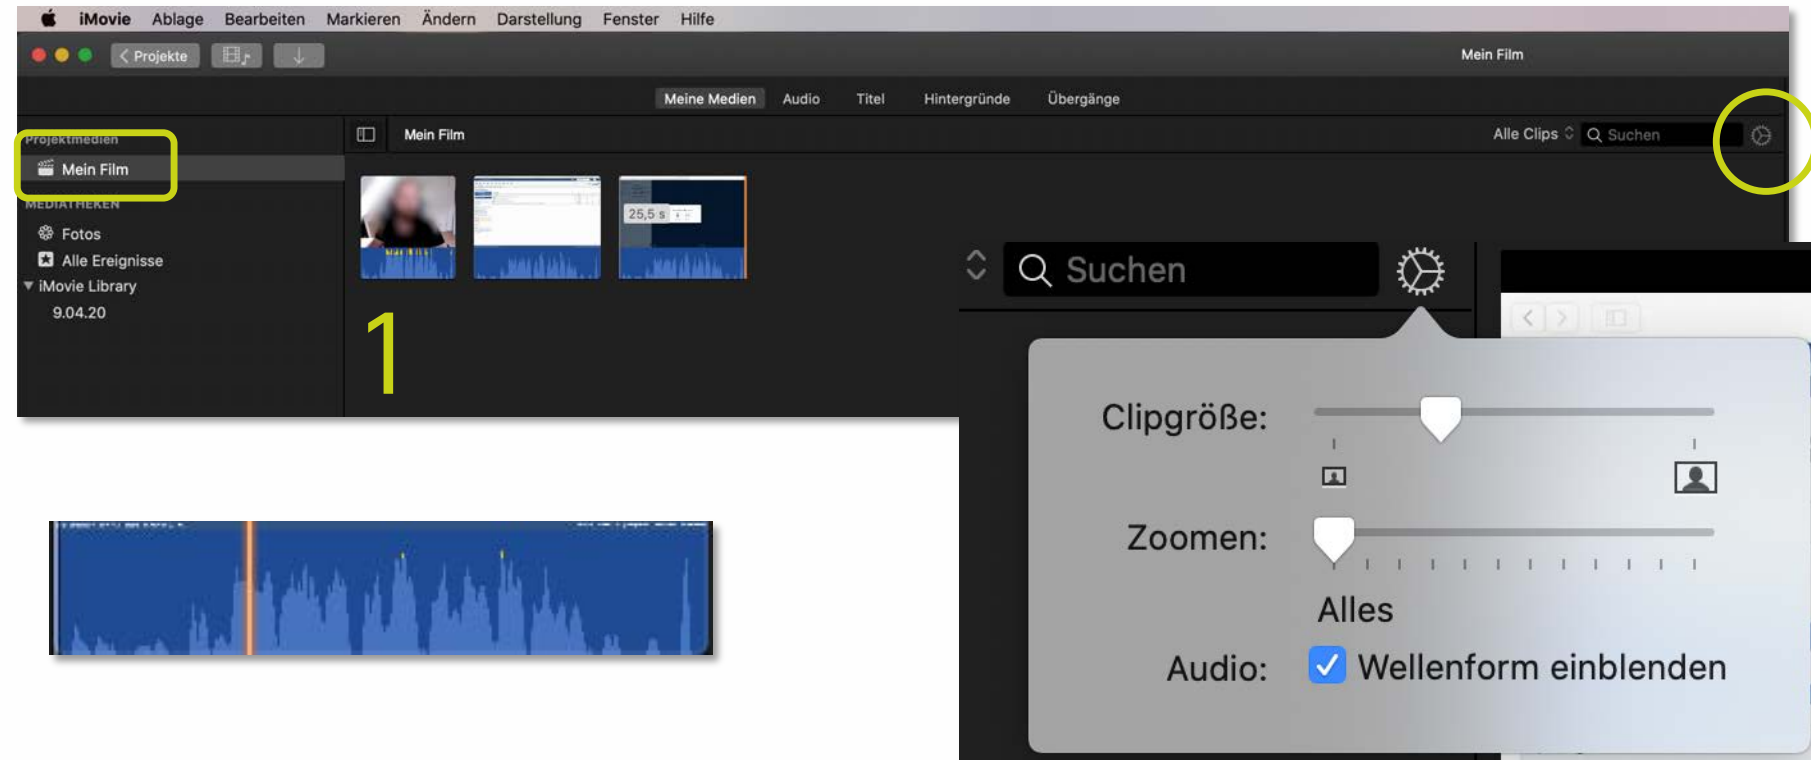 iMovie Ablage Bearbeiten Markieren Ändern Darstellung Fenster Hilfe
Projekte
Mein Film
Meine Medien Audio Titel Hintergründe Übergänge
Projektmedien
Mein Film
Alle Clips
Suchen
Mein Film
MEDIATHEKEN
Fotos
Alle Ereignisse
iMovie Library
9.04.20
25,5 s
1
Suchen
Clipgröße:
Zoomen:
Alles
Audio:
Wellenform einblenden